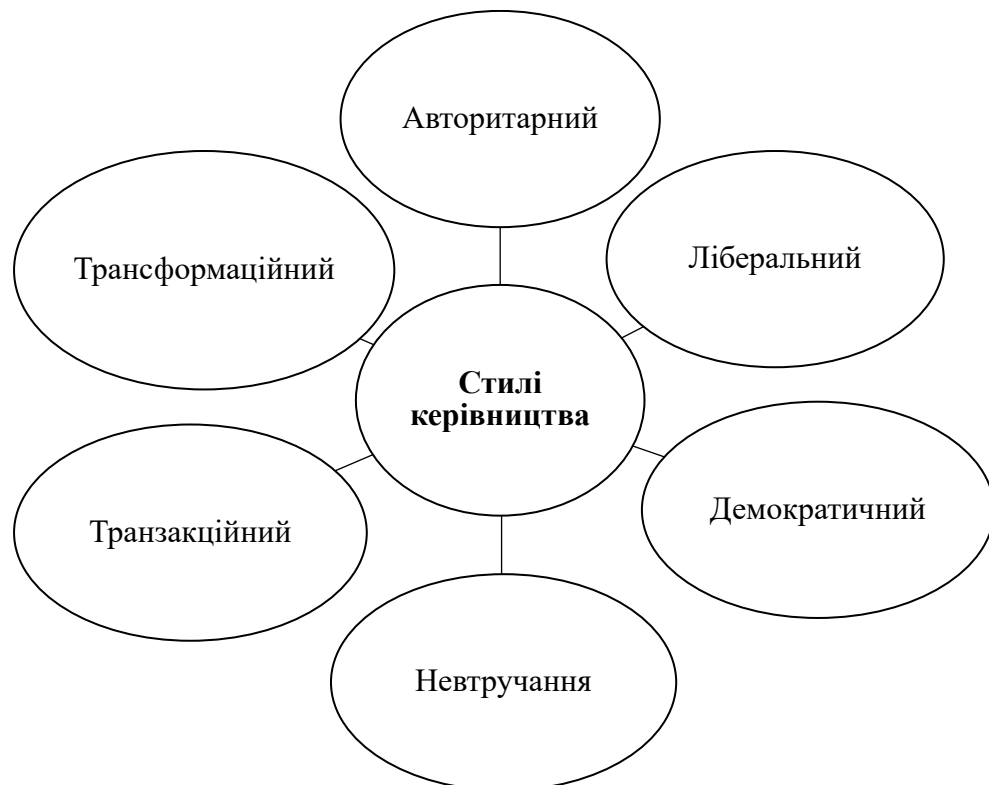 Авторитарний
Трансформаційний
Ліберальний
Стилі
керівництва
Транзакційний
Демократичний
Невтручання